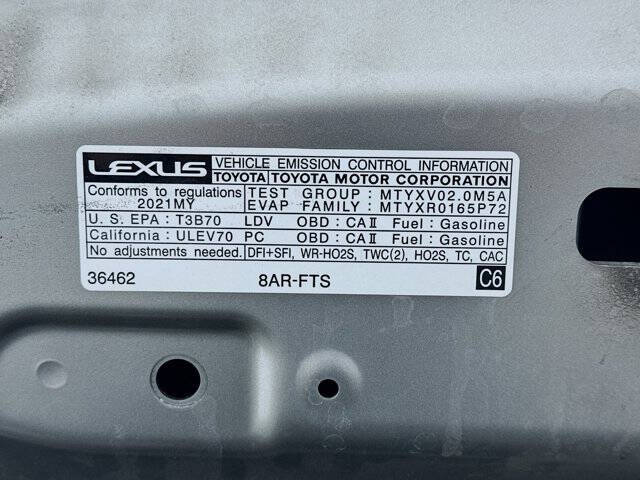 LEXUS VEHICLE EMISSION CONTROL INFORMATION
TOYOTA TOYOTA MOTOR CORPORATION
Conforms to regulations TEST GROUP : MTYXV02.0M5A
2021MY EVAP FAMILY : MTYXR0165P72
U. S. EPA : T3B70 LDV OBD : CAⅡ Fuel : Gasoline
California : ULEV70 PC OBD : CAⅡ Fuel : Gasoline
No adjustments needed. DFI+SFI, WR-HO2S, TWC(2), HO2S, TC, CAC
36462 8AR-FTS C6